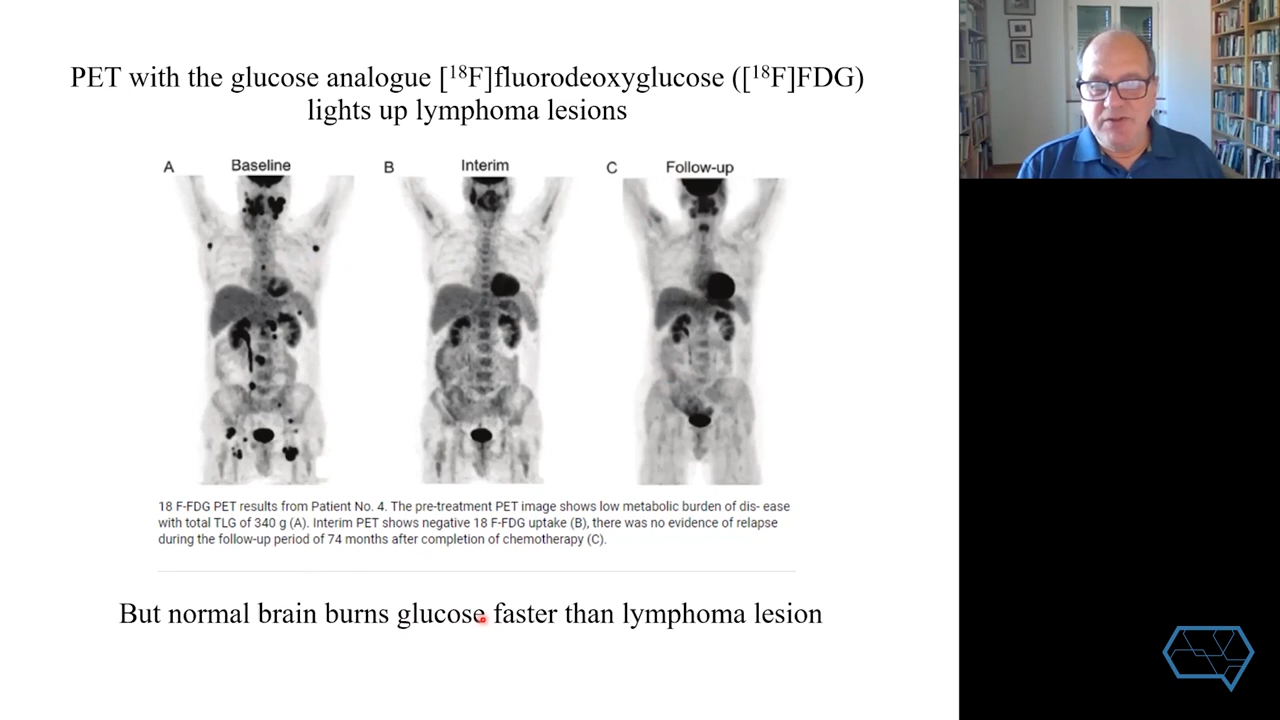 PET with the glucose analogue [¹⁸F]fluorodeoxyglucose ([¹⁸F]FDG)
lights up lymphoma lesions
A Baseline B Interim C Follow-up
18 F-FDG PET results from Patient No. 4. The pre-treatment PET image shows low metabolic burden of dis- ease
with total TLG of 340 g (A). Interim PET shows negative 18 F-FDG uptake (B), there was no evidence of relapse
during the follow-up period of 74 months after completion of chemotherapy (C).
But normal brain burns glucose faster than lymphoma lesion